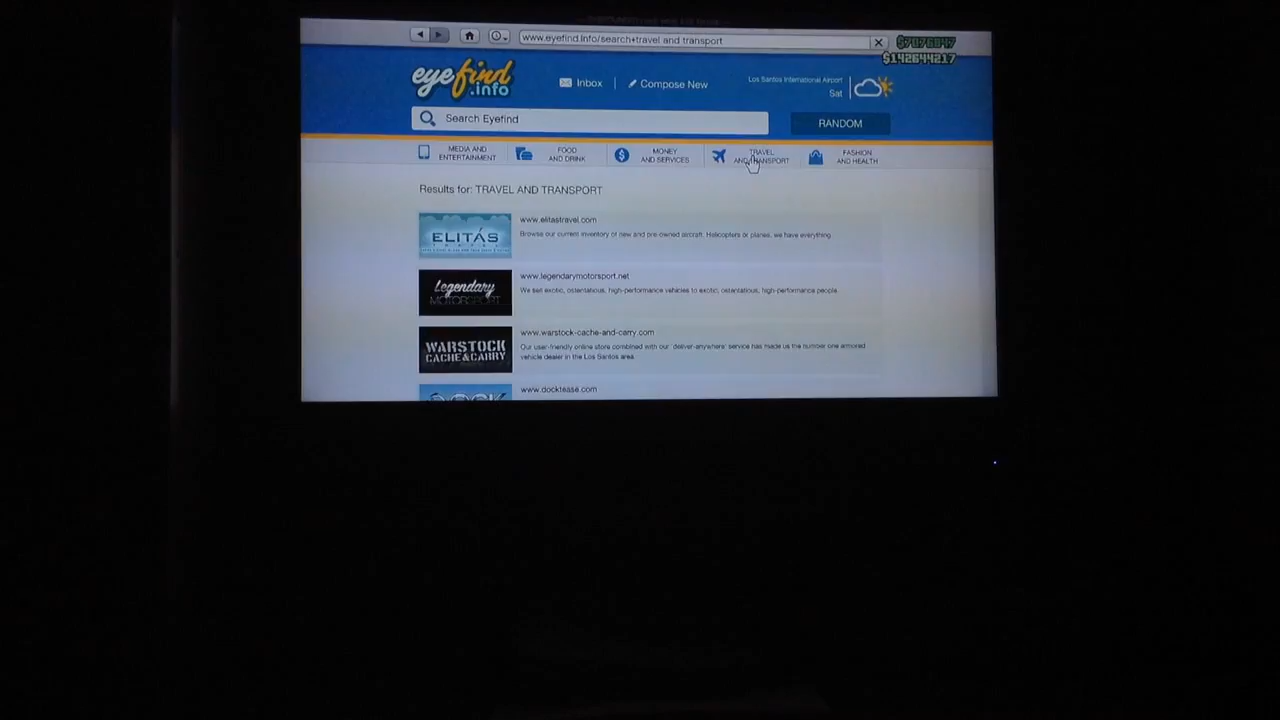 www.eyefind.info/search+travel and transport
$142644217
eyefind
.info
Inbox
Compose New
Los Santos International Airport
Sat
Search Eyefind
RANDOM
MEDIA AND
ENTERTAINMENT
FOOD
AND DRINK
MONEY
AND SERVICES
TRAVEL
AND TRANSPORT
FASHION
AND HEALTH
Results for: TRAVEL AND TRANSPORT
ELITÁS
www.elitastravel.com
Browse our current inventory of new and pre owned aircraft. Helicopters or planes, we have everything
Legendary
MOTORSPORT
www.legendarymotorsport.net
We sell exotic, ostentatious, high-performance vehicles to exotic, ostentatious, high-performance people.
WARSTOCK
CACHE&CARRY
www.warstock-cache-and-carry.com
Our user-friendly online store combined with our 'deliver-anywhere' service has made us the number one armored
vehicle dealer in the Los Santos area.
DOCK
www.docktease.com